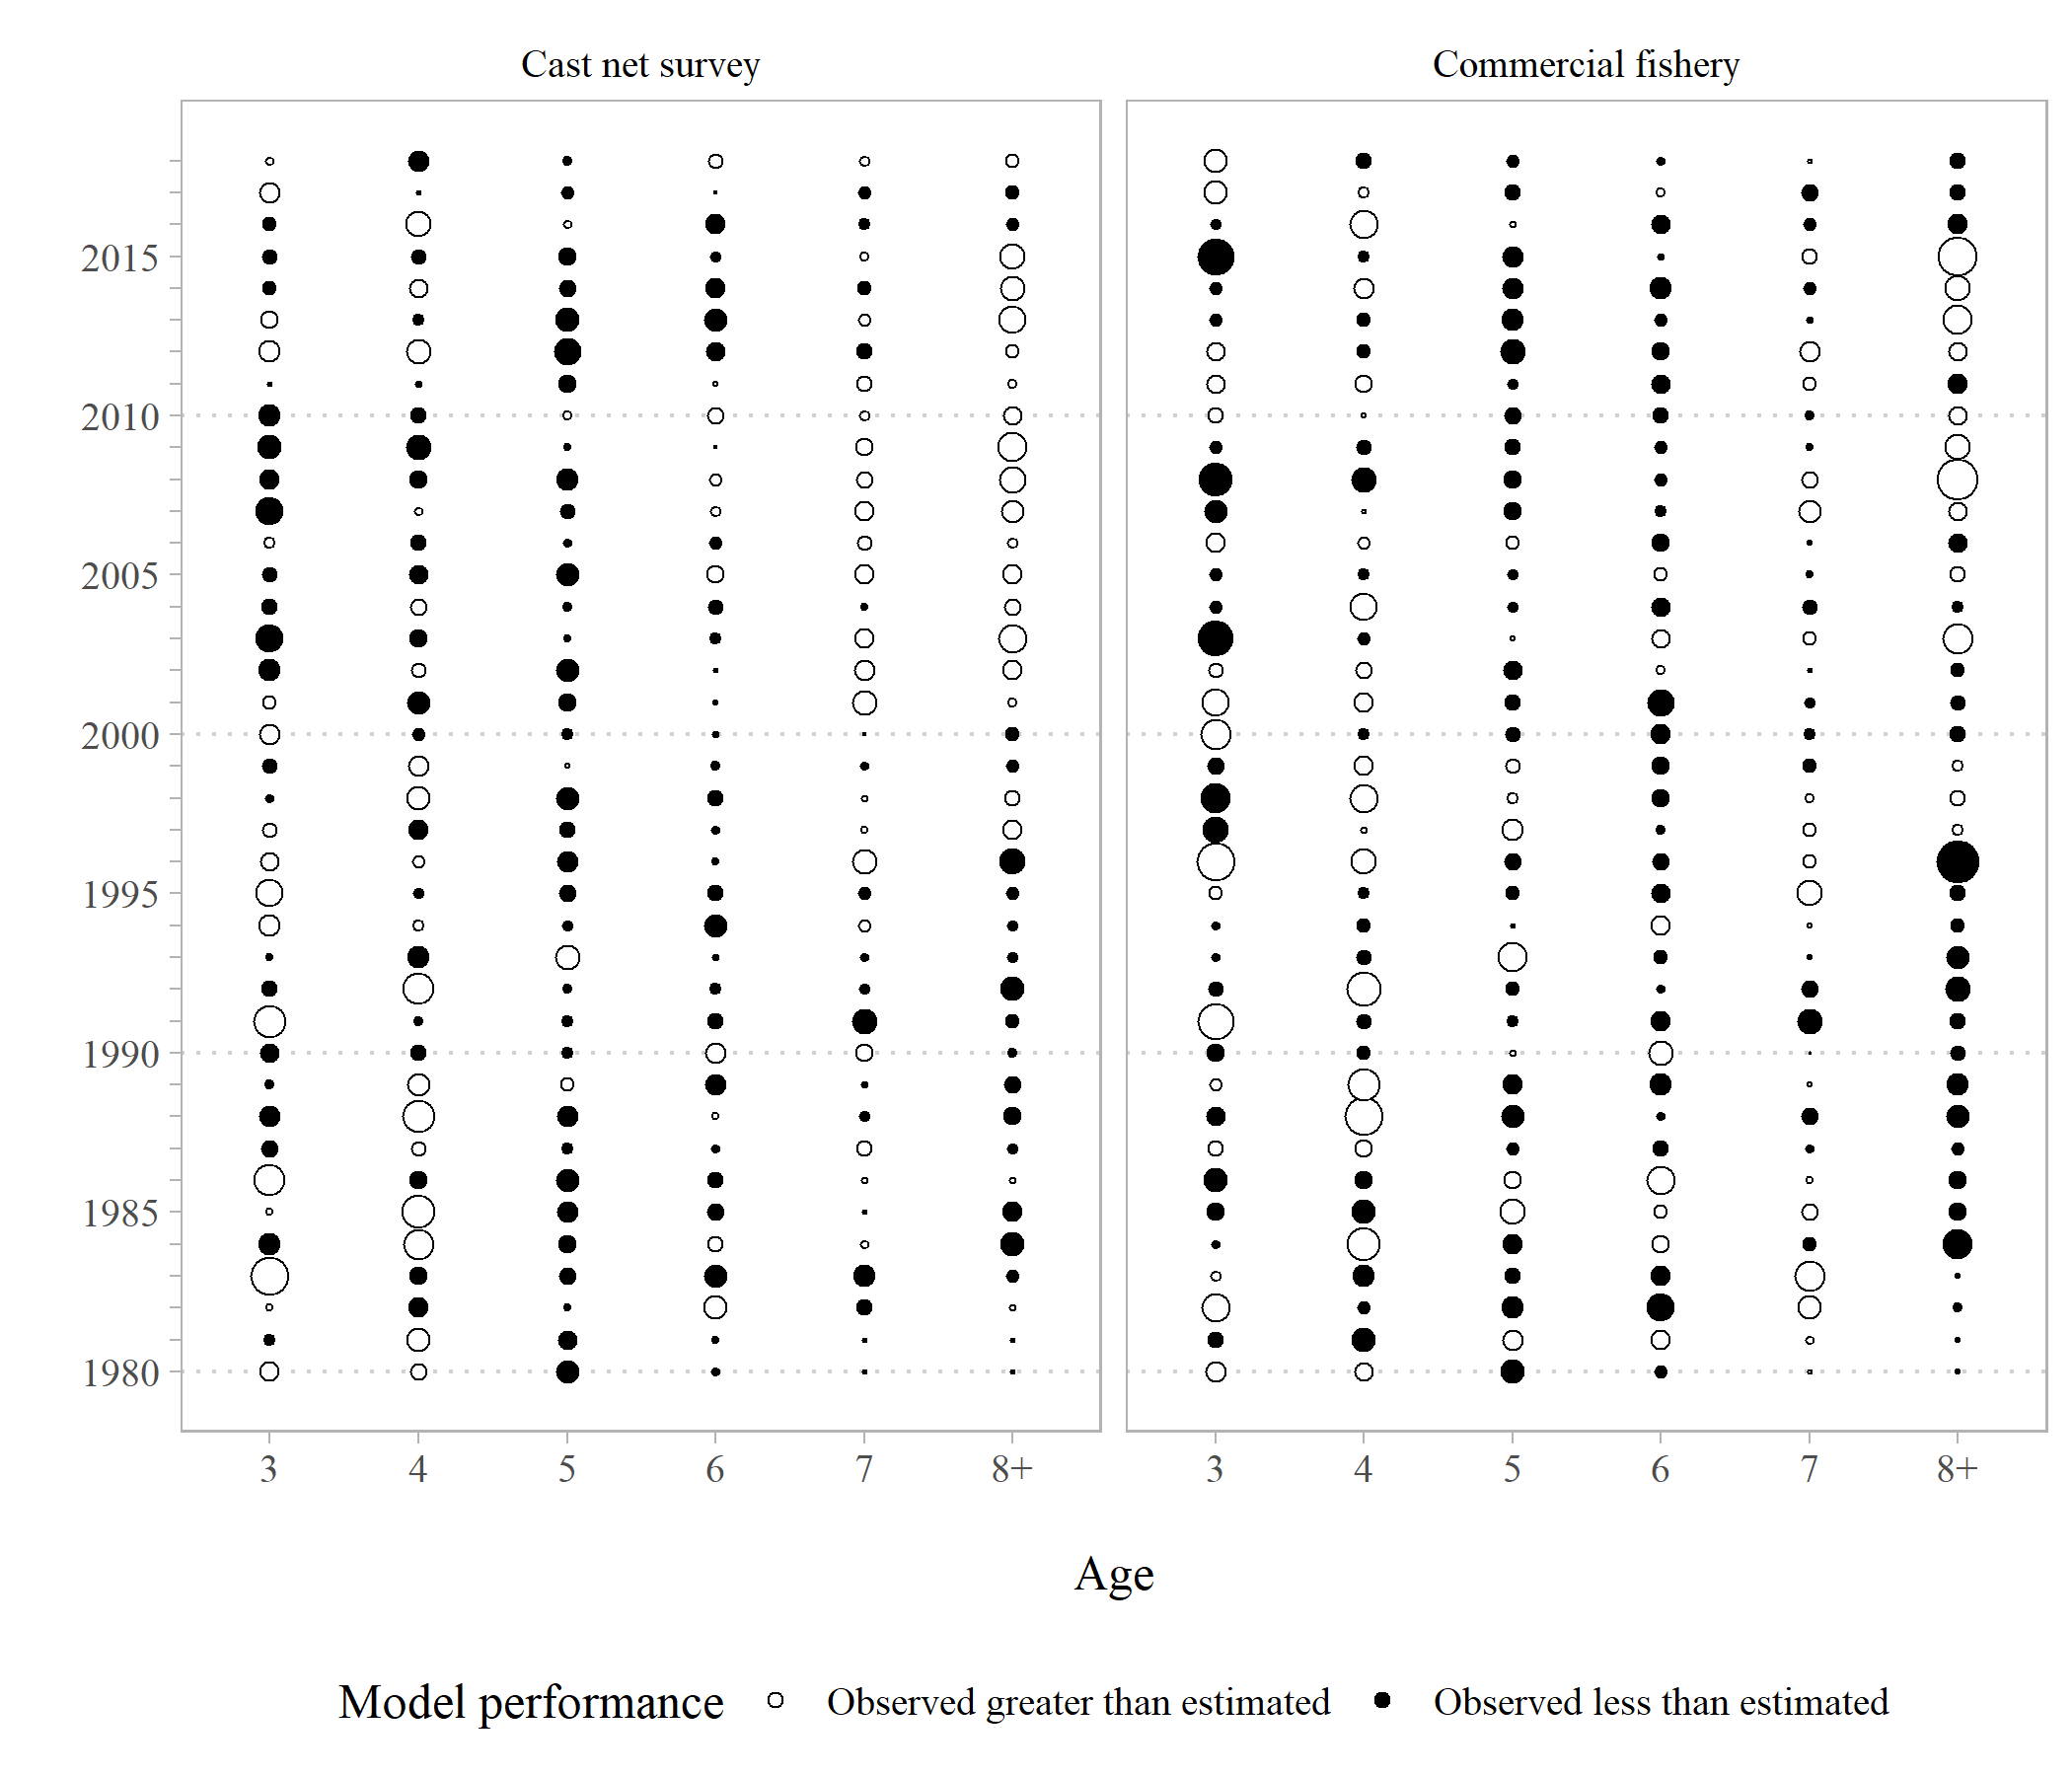 Cast net survey Commercial fishery
2015
2010
2005
2000
1995
1990
1985
1980
3 4 5 6 7 8+ 3 4 5 6 7 8+
Age
Model performance Observed greater than estimated Observed less than estimated